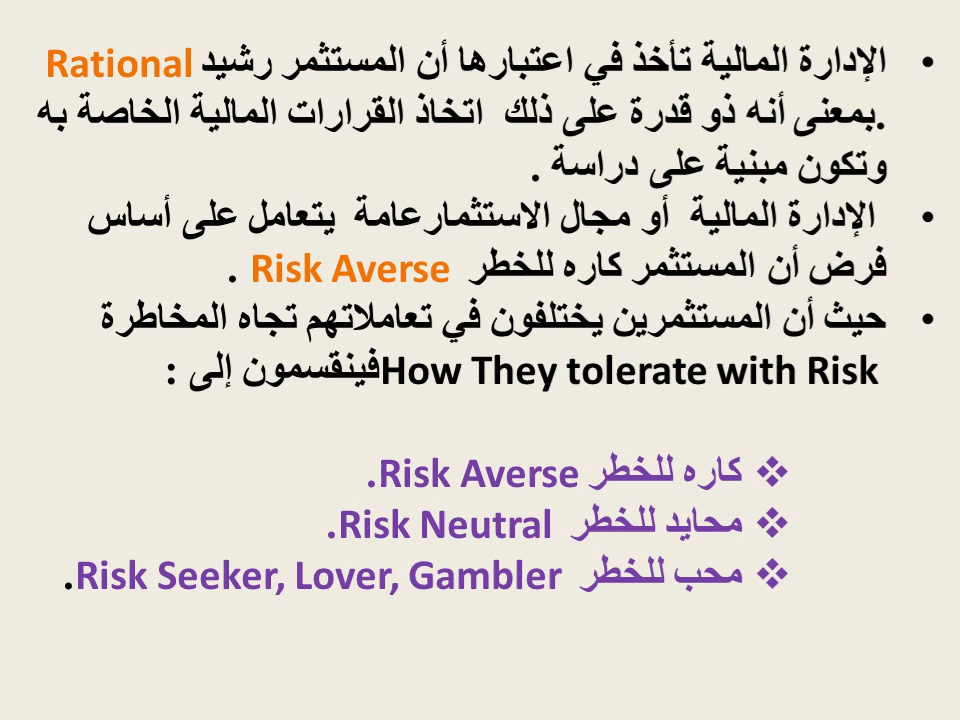 • الإدارة المالية تأخذ في اعتبارها أن المستثمر رشيد Rational
.بمعنى أنه ذو قدرة على ذلك اتخاذ القرارات المالية الخاصة به
وتكون مبنية على دراسة .
• الإدارة المالية أو مجال الاستثمارعامة يتعامل على أساس
فرض أن المستثمر كاره للخطر Risk Averse .
• حيث أن المستثمرين يختلفون في تعاملاتهم تجاه المخاطرة
How They tolerate with Riskفينقسمون إلى :
❖ كاره للخطر Risk Averse.
❖ محايد للخطر Risk Neutral.
❖ محب للخطر Risk Seeker, Lover, Gambler.